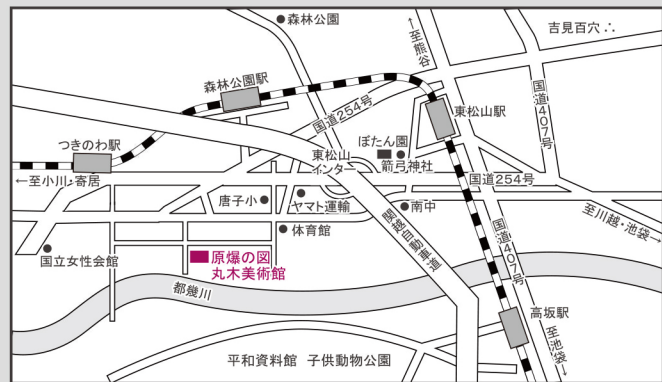 森林公園
←至熊谷
吉見百穴
森林公園駅
国道254号
国道407号
東松山駅
つきのわ駅
ぼたん園
東松山
インター
箭弓神社
←至小川・寄居
国道254号
唐子小
ヤマト運輸
南中
至川越・池袋→
体育館
関越自動車道
国道407号
国立女性会館
原爆の図
丸木美術館
都幾川
高坂駅
至池袋→
平和資料館 子供動物公園